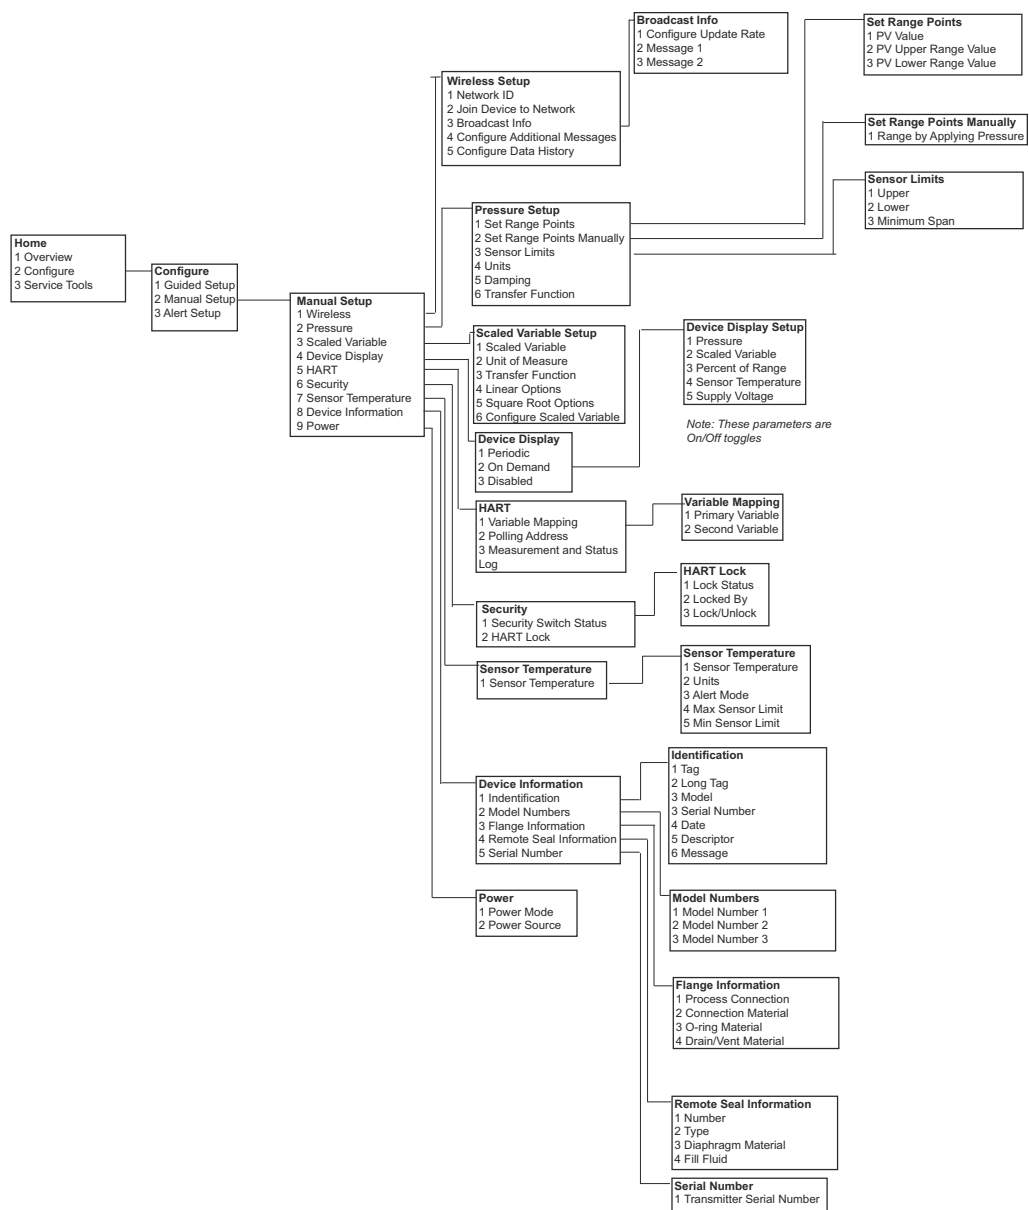 Home
1 Overview
2 Configure
3 Service Tools
Configure
1 Guided Setup
2 Manual Setup
3 Alert Setup
Manual Setup
1 Wireless
2 Pressure
3 Scaled Variable
4 Device Display
5 HART
6 Security
7 Sensor Temperature
8 Device Information
9 Power
Wireless Setup
1 Network ID
2 Join Device to Network
3 Broadcast Info
4 Configure Additional Messages
5 Configure Data History
Broadcast Info
1 Configure Update Rate
2 Message 1
3 Message 2
Pressure Setup
1 Set Range Points
2 Set Range Points Manually
3 Sensor Limits
4 Units
5 Damping
6 Transfer Function
Set Range Points
1 PV Value
2 PV Upper Range Value
3 PV Lower Range Value
Set Range Points Manually
1 Range by Applying Pressure
Sensor Limits
1 Upper
2 Lower
3 Minimum Span
Scaled Variable Setup
1 Scaled Variable
2 Unit of Measure
3 Transfer Function
4 Linear Options
5 Square Root Options
6 Configure Scaled Variable
Device Display
1 Periodic
2 On Demand
3 Disabled
Device Display Setup
1 Pressure
2 Scaled Variable
3 Percent of Range
4 Sensor Temperature
5 Supply Voltage
Note: These parameters are
On/Off toggles
HART
1 Variable Mapping
2 Polling Address
3 Measurement and Status
Log
Variable Mapping
1 Primary Variable
2 Second Variable
Security
1 Security Switch Status
2 HART Lock
HART Lock
1 Lock Status
2 Locked By
3 Lock/Unlock
Sensor Temperature
1 Sensor Temperature
Sensor Temperature
1 Sensor Temperature
2 Units
3 Alert Mode
4 Max Sensor Limit
5 Min Sensor Limit
Device Information
1 Indentification
2 Model Numbers
3 Flange Information
4 Remote Seal Information
5 Serial Number
Identification
1 Tag
2 Long Tag
3 Model
3 Serial Number
4 Date
5 Descriptor
6 Message
Model Numbers
1 Model Number 1
2 Model Number 2
3 Model Number 3
Flange Information
1 Process Connection
2 Connection Material
3 O-ring Material
4 Drain/Vent Material
Remote Seal Information
1 Number
2 Type
3 Diaphragm Material
4 Fill Fluid
Serial Number
1 Transmitter Serial Number
Power
1 Power Mode
2 Power Source